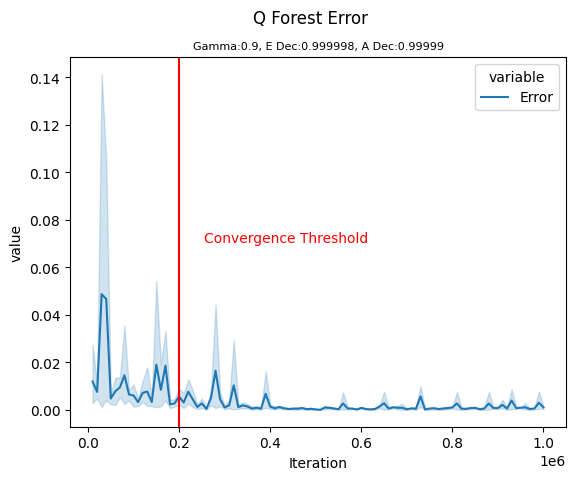 Q Forest Error
Gamma:0.9, E Dec:0.999998, A Dec:0.99999
variable
Error
Convergence Threshold
value
0.14
0.12
0.10
0.08
0.06
0.04
0.02
0.00
0.0
0.2
0.4
0.6
0.8
1.0
1e6
Iteration